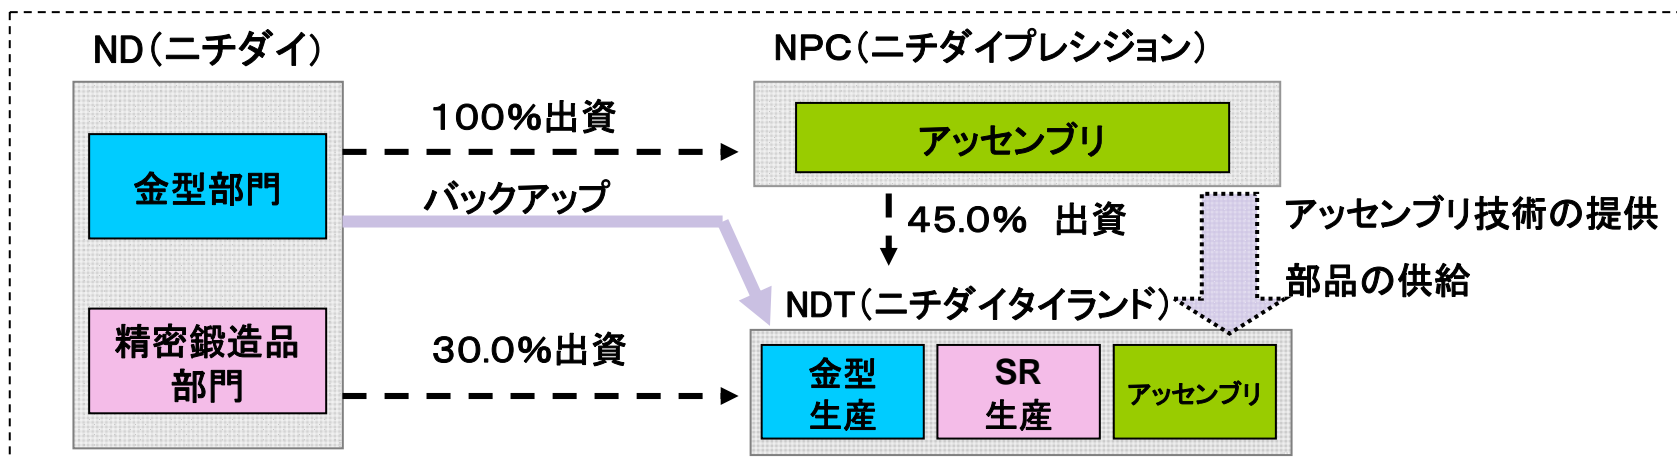 ND(ニチダイ)
金型部門
精密鍛造品
部門
100%出資
バックアップ
30.0%出資
NPC(ニチダイプレシジョン)
アッセンブリ
45.0% 出資
アッセンブリ技術の提供
部品の供給
NDT(ニチダイタイランド)
金型
生産
SR
生産
アッセンブリ